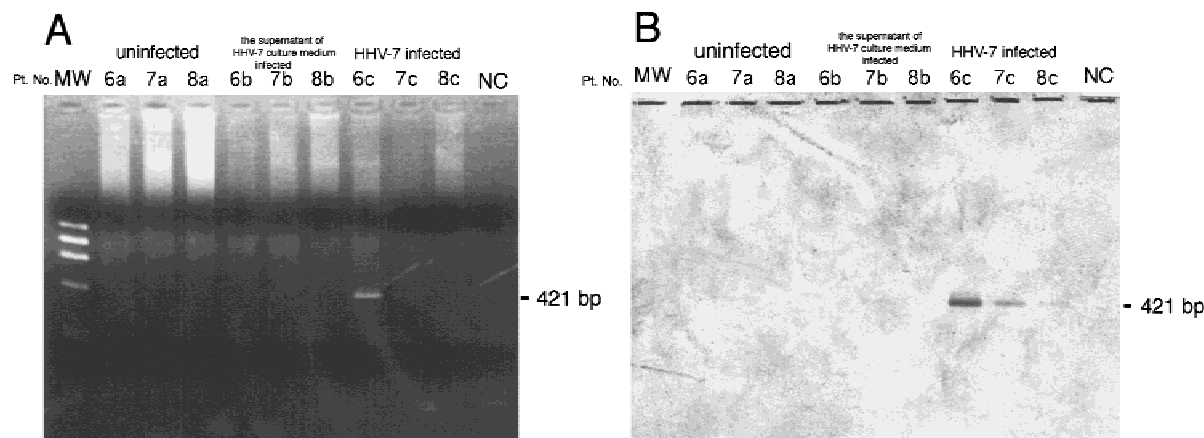 A
uninfected
the supernatant of
HHV-7 culture medium
infected
HHV-7 infected
Pt. No. MW 6a 7a 8a 6b 7b 8b 6c 7c 8c NC
- 421 bp
B
uninfected
the supernatant of
HHV-7 culture medium
infected
HHV-7 infected
Pt. No. MW 6a 7a 8a 6b 7b 8b 6c 7c 8c NC
- 421 bp